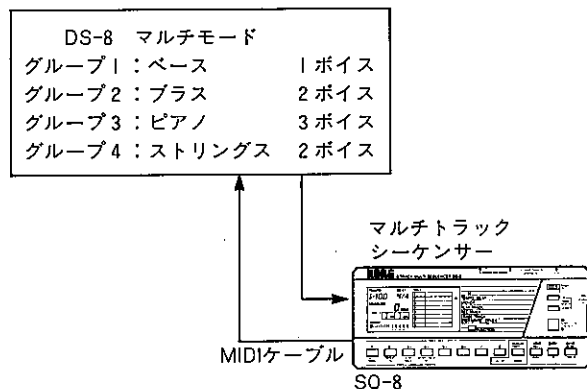 DS-8 マルチモード
グループ1：ベース 1ボイス
グループ2：ブラス 2ボイス
グループ3：ピアノ 3ボイス
グループ4：ストリングス 2ボイス
マルチトラック
シーケンサー
KORG
MIDIケーブル
SQ-8